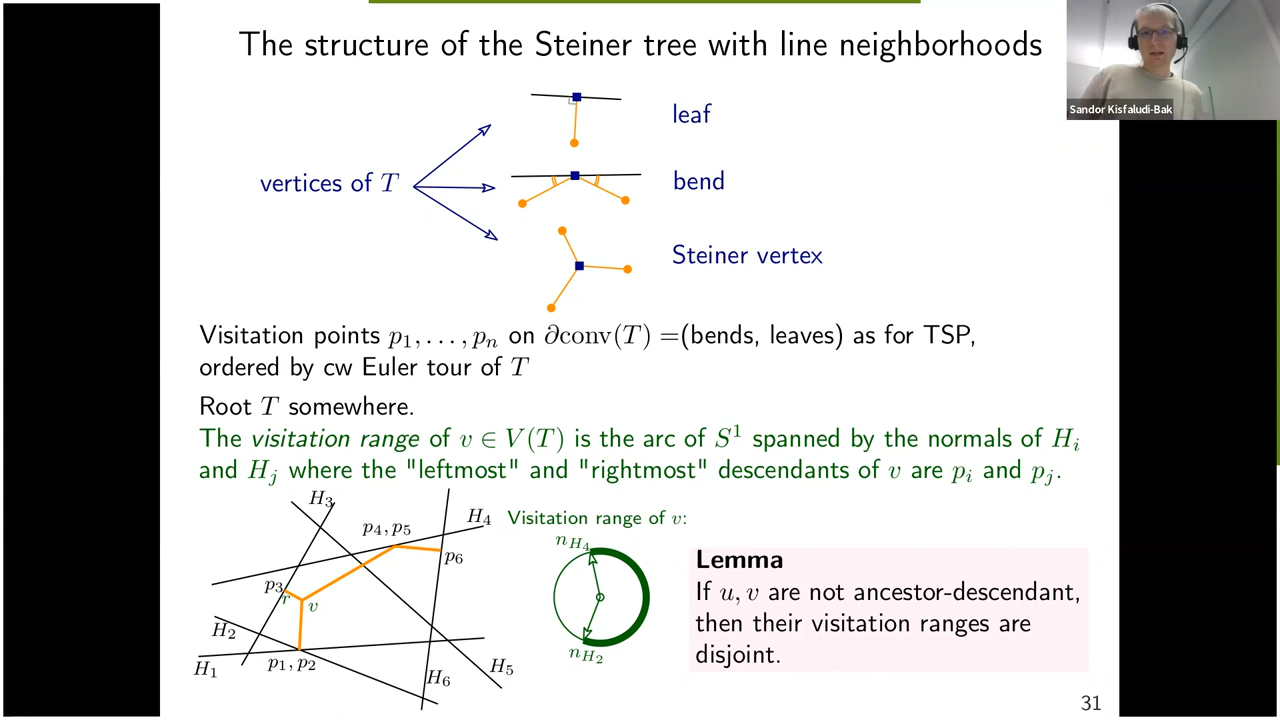 The structure of the Steiner tree with line neighborhoods
Sandor Kisfaludi-Bak
leaf
vertices of T
bend
Steiner vertex
Visitation points p₁, . . . , pₙ on ∂conv(T) =(bends, leaves) as for TSP,
ordered by cw Euler tour of T
Root T somewhere.
The visitation range of v ∈ V(T) is the arc of S¹ spanned by the normals of Hᵢ
and Hⱼ where the "leftmost" and "rightmost" descendants of v are pᵢ and pⱼ.
H₃
H₄
p₄, p₅
p₆
p₃
r
v
H₂
H₁
p₁, p₂
H₆
H₅
Visitation range of v:
n_{H₄}
n_{H₂}
Lemma
If u, v are not ancestor-descendant,
then their visitation ranges are
disjoint.
31